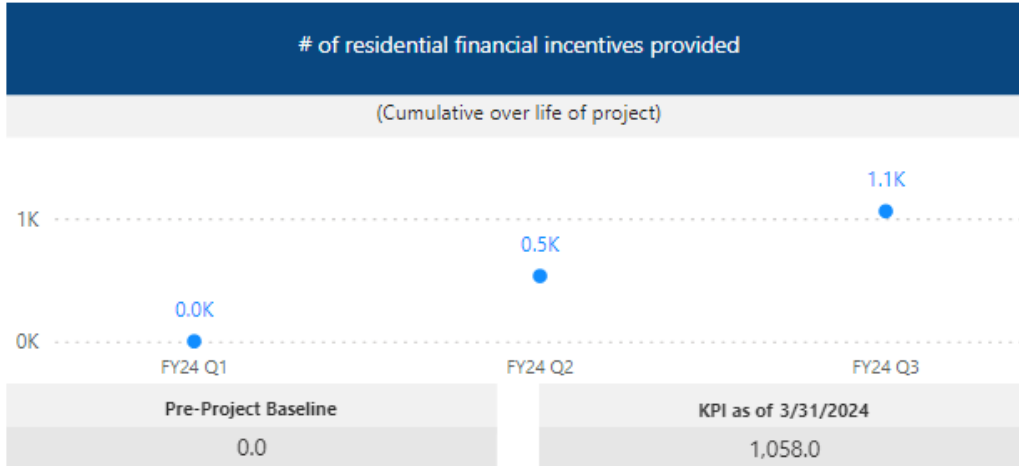 # of residential financial incentives provided
(Cumulative over life of project)
1.1K
1K
0.5K
0.0K
0K
FY24 Q1 FY24 Q2 FY24 Q3
Pre-Project Baseline KPI as of 3/31/2024
0.0 1,058.0